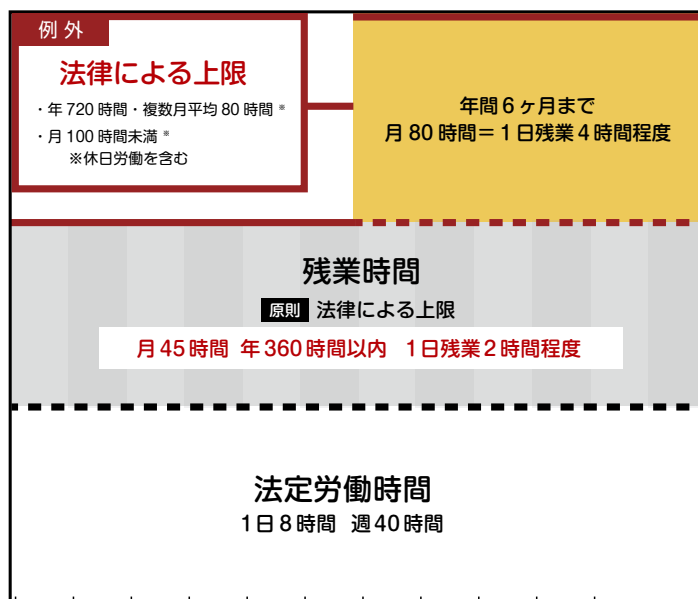 例外
法律による上限
・年720時間・複数月平均80時間※
・月100時間未満※
※休日労働を含む
年間6ヶ月まで
月80時間＝1日残業4時間程度
残業時間
原則 法律による上限
月45時間 年360時間以内 1日残業2時間程度
法定労働時間
1日8時間 週40時間